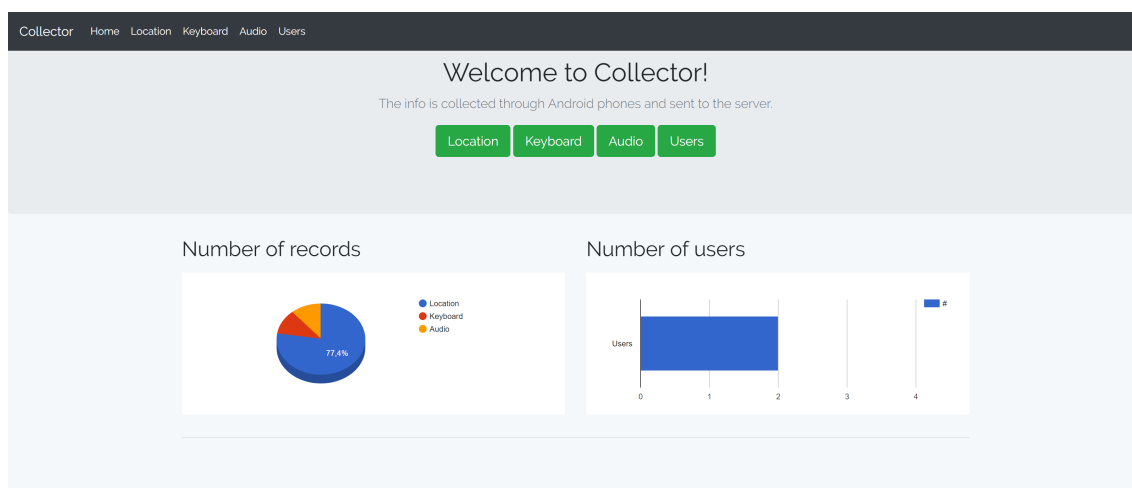 Collector Home Location Keyboard Audio Users
Welcome to Collector!
The info is collected through Android phones and sent to the server.
Location Keyboard Audio Users
Number of records
Location
Keyboard
Audio
77,4%
Number of users
#
Users
0 1 2 3 4